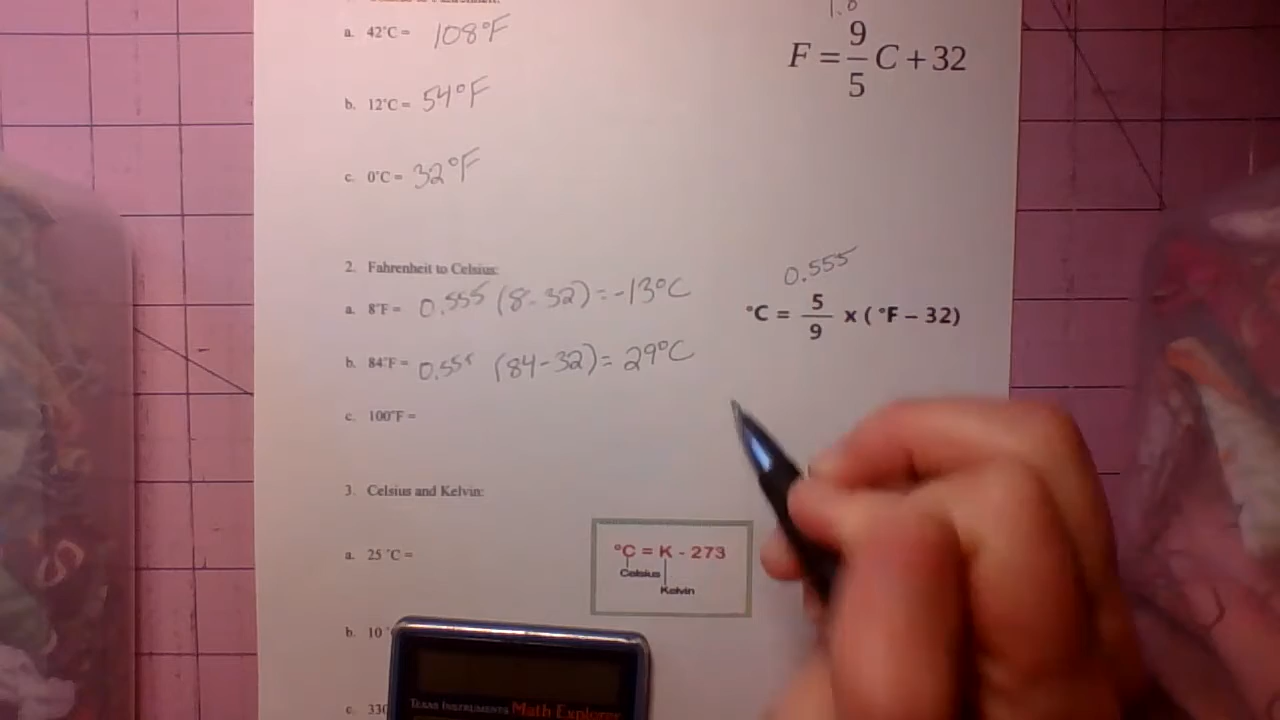 1.8
a. 42°C = 108°F
F = 9/5 C + 32
b. 12°C = 54°F
c. 0°C = 32°F
2. Fahrenheit to Celsius:
0.555
a. 8°F = 0.555 (8-32) = -13°C
°C = 5/9 x ( °F – 32)
b. 84°F = 0.555 (84-32) = 29°C
c. 100°F =
3. Celsius and Kelvin:
a. 25 °C =
°C = K - 273
Celsius
Kelvin
b. 10
c. 330
TEXAS INSTRUMENTS Math Explorer